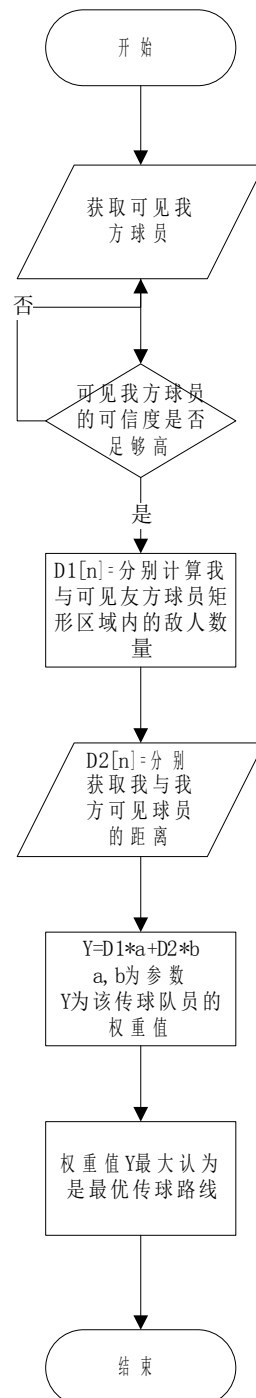 开始
获取可见我
方球员
否
可见我方球员
的可信度是否
足够高
是
D1[n]=分别计算我
与可见友方球员矩
形区域内的敌人数
量
D2[n]=分别
获取我与我
方可见球员
的距离
Y=D1*a+D2*b
a,b为参数
Y为该传球队员的
权重值
权重值Y最大认为
是最优传球路线
结束